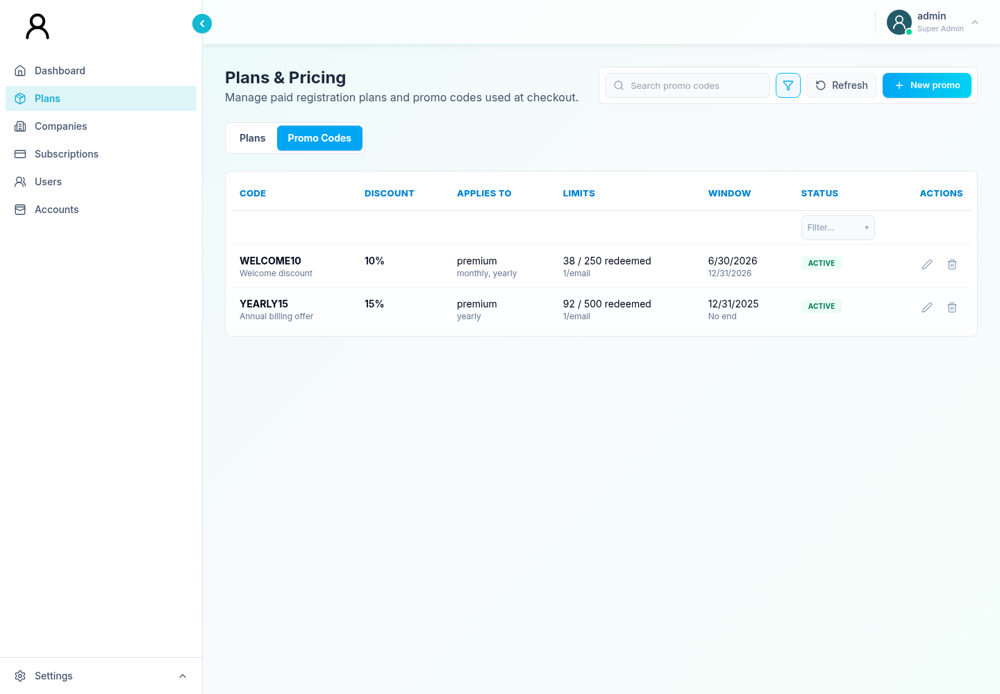 admin
Super Admin
Dashboard
Plans
Companies
Subscriptions
Users
Accounts
Settings
Plans & Pricing
Manage paid registration plans and promo codes used at checkout.
Search promo codes
Refresh
New promo
Plans
Promo Codes
CODE DISCOUNT APPLIES TO LIMITS WINDOW STATUS ACTIONS
Filter...
WELCOME10 10% premium 38 / 250 redeemed 6/30/2026 ACTIVE
Welcome discount monthly, yearly 1/email 12/31/2026
YEARLY15 15% premium 92 / 500 redeemed 12/31/2025 ACTIVE
Annual billing offer yearly 1/email No end